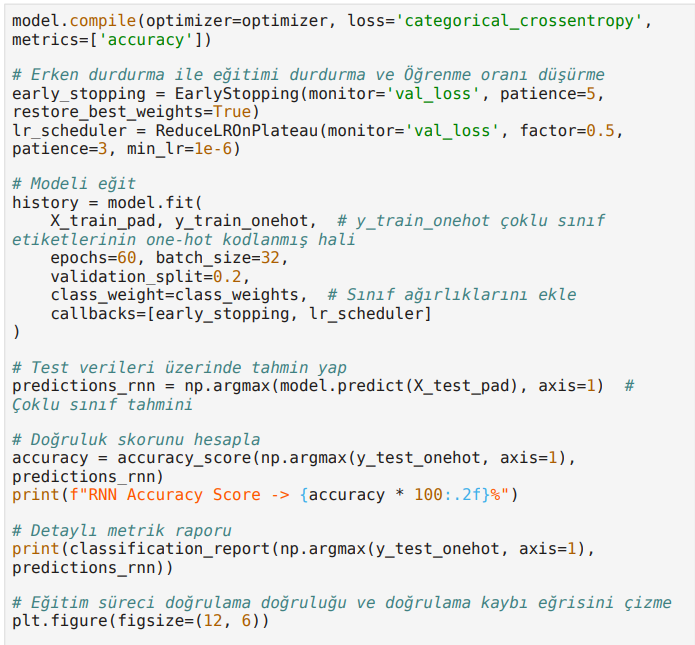 model.compile(optimizer=optimizer, loss='categorical_crossentropy',
metrics=['accuracy'])
# Erken durdurma ile eğitimi durdurma ve Öğrenme oranı düşürme
early_stopping = EarlyStopping(monitor='val_loss', patience=5,
restore_best_weights=True)
lr_scheduler = ReduceLROnPlateau(monitor='val_loss', factor=0.5,
patience=3, min_lr=1e-6)
# Modeli eğit
history = model.fit(
    X_train_pad, y_train_onehot,  # y_train_onehot çoklu sınıf
etiketlerinin one-hot kodlanmış hali
    epochs=60, batch_size=32,
    validation_split=0.2,
    class_weight=class_weights,  # Sınıf ağırlıklarını ekle
    callbacks=[early_stopping, lr_scheduler]
)
# Test verileri üzerinde tahmin yap
predictions_rnn = np.argmax(model.predict(X_test_pad), axis=1)  #
Çoklu sınıf tahmini
# Doğruluk skorunu hesapla
accuracy = accuracy_score(np.argmax(y_test_onehot, axis=1),
predictions_rnn)
print(f"RNN Accuracy Score -> {accuracy * 100:.2f}%")
# Detaylı metrik raporu
print(classification_report(np.argmax(y_test_onehot, axis=1),
predictions_rnn))
# Eğitim süreci doğrulama doğruluğu ve doğrulama kaybı eğrisini çizme
plt.figure(figsize=(12, 6))